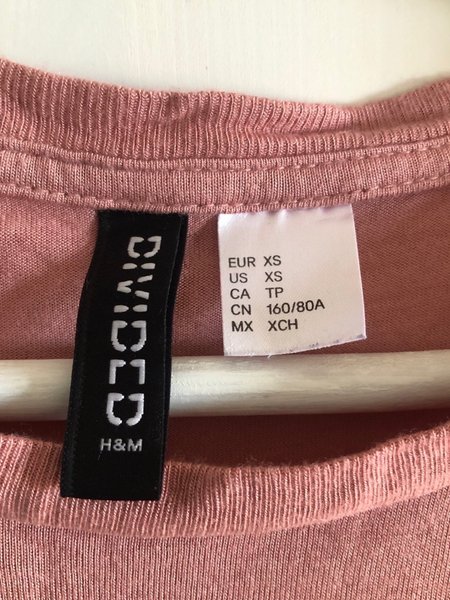 DIVIDED
H&M
EUR XS
US XS
CA TP
CN 160/80A
MX XCH